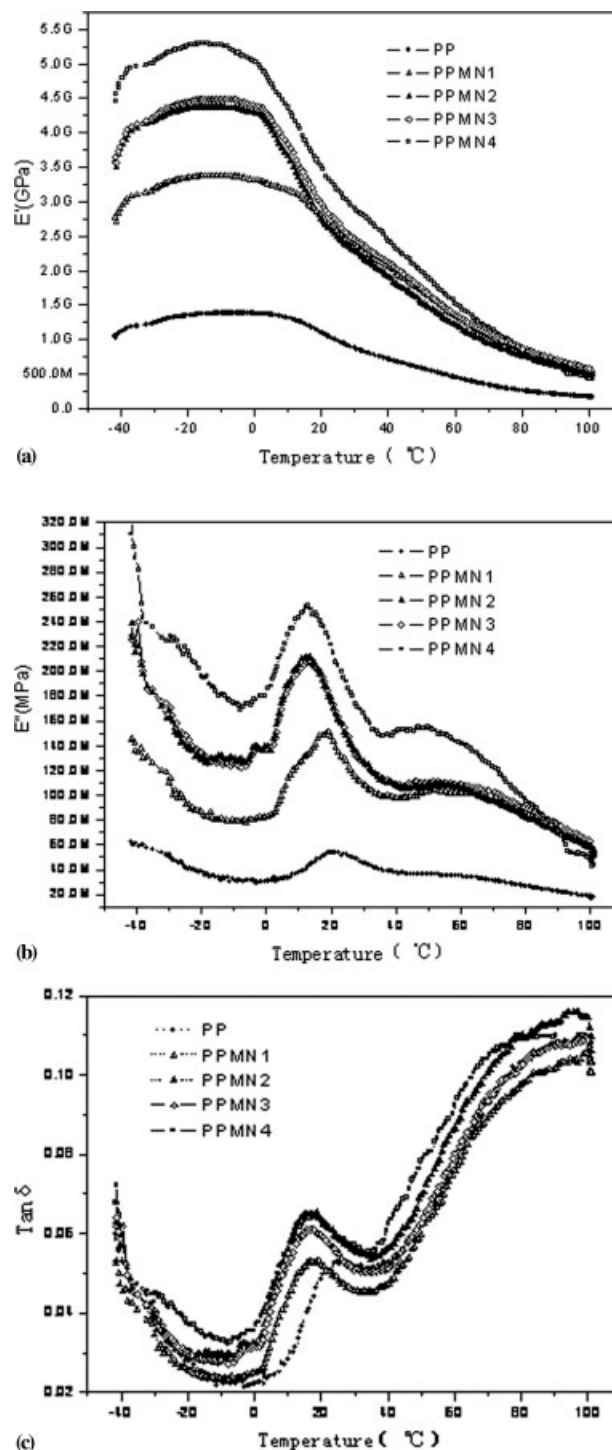 5.5G
5.0G
4.5G
4.0G
3.5G
3.0G
2.5G
2.0G
1.5G
1.0G
500.0M
0.0
E'(GPa)
PP
PPMN1
PPMN2
PPMN3
PPMN4
-40 -20 0 20 40 60 80 100
Temperature ( ℃)
(a)
320.0M
300.0M
280.0M
260.0M
240.0M
220.0M
200.0M
180.0M
160.0M
140.0M
120.0M
100.0M
80.0M
60.0M
40.0M
20.0M
E"(MPa)
PP
PPMN1
PPMN2
PPMN3
PPMN4
-40 -20 0 20 40 60 80 100
Temperature ( ℃)
(b)
0.12
0.10
0.08
0.06
0.04
0.02
Tan δ
PP
PPMN1
PPMN2
PPMN3
PPMN4
-40 -20 0 20 40 60 80 100
Temperature ( ℃)
(c)